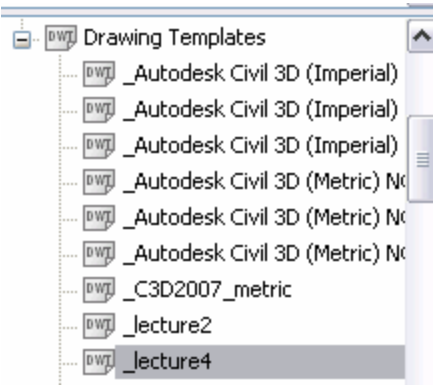 Drawing Templates
_Autodesk Civil 3D (Imperial)
_Autodesk Civil 3D (Imperial)
_Autodesk Civil 3D (Imperial)
_Autodesk Civil 3D (Metric)
_Autodesk Civil 3D (Metric)
_Autodesk Civil 3D (Metric)
_C3D2007_metric
_lecture2
_lecture4